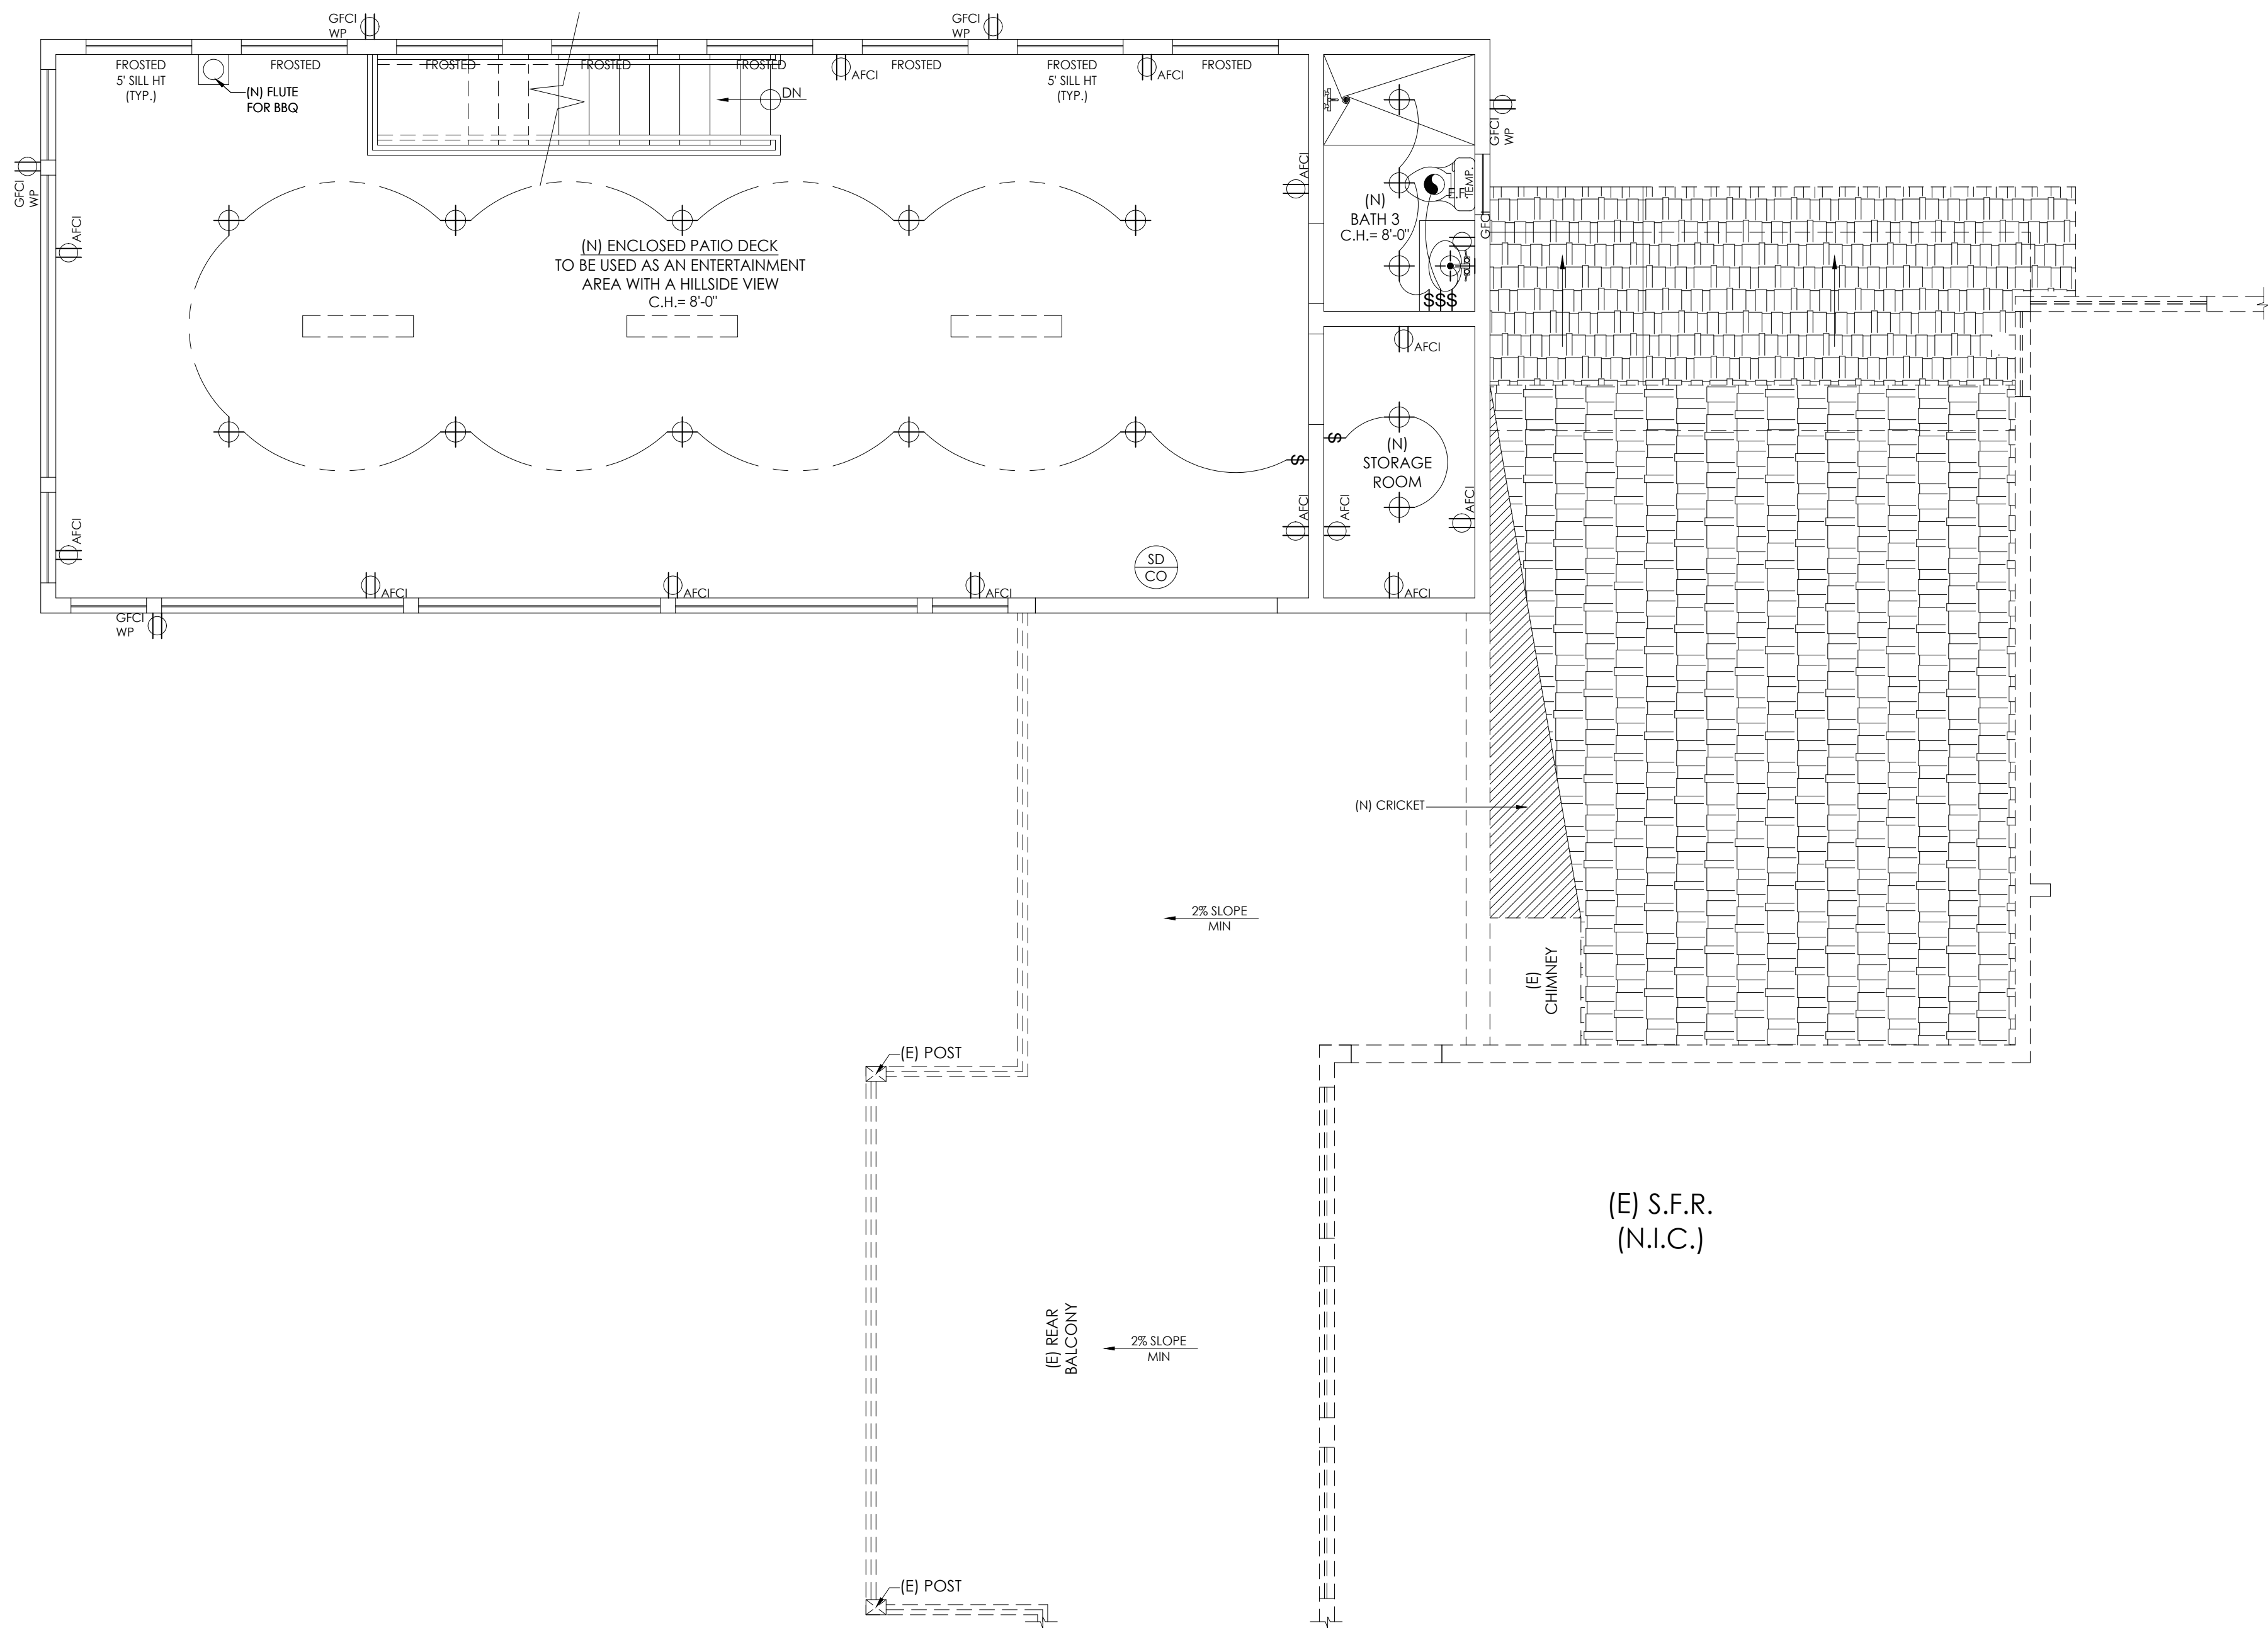 GFCI
WP
GFCI
WP
FROSTED
5' SILL HT
(TYP.)
FROSTED
FROSTED
FROSTED
FROSTED
FROSTED
FROSTED
5' SILL HT
(TYP.)
FROSTED
AFCI
AFCI
(N) FLUTE
FOR BBQ
DN
GFCI
WP
GFCI
WP
AFCI
AFCI
TEMP.
E.F.
(N)
BATH 3
C.H.= 8'-0"
GFCI
$$$
(N) ENCLOSED PATIO DECK
TO BE USED AS AN ENTERTAINMENT
AREA WITH A HILLSIDE VIEW
C.H.= 8'-0"
AFCI
$
$
(N)
STORAGE
ROOM
AFCI
AFCI
AFCI
AFCI
SD
CO
AFCI
AFCI
AFCI
AFCI
GFCI
WP
(N) CRICKET
2% SLOPE
MIN
(E)
CHIMNEY
(E) POST
(E) S.F.R.
(N.I.C.)
(E) REAR
BALCONY
2% SLOPE
MIN
(E) POST